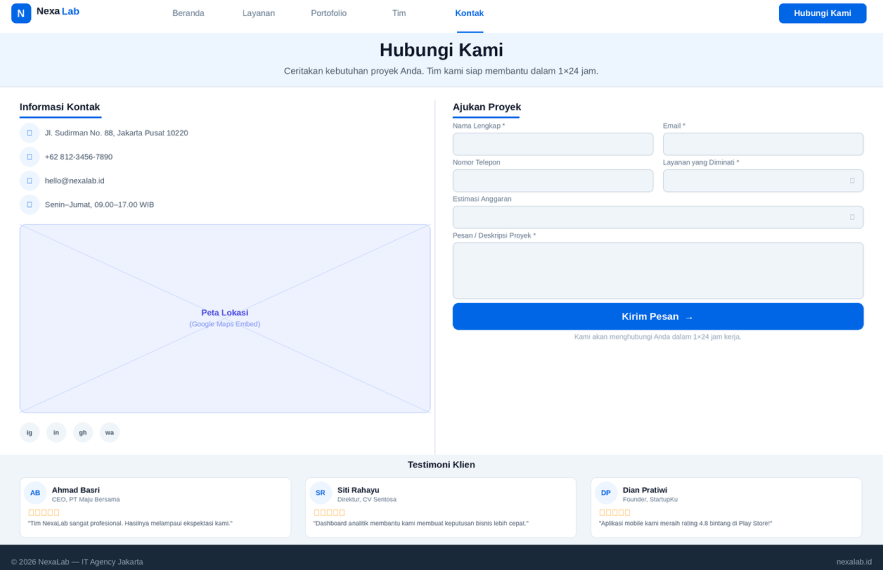 N Nexa Lab
Beranda Layanan Portofolio Tim Kontak
Hubungi Kami
Hubungi Kami
Ceritakan kebutuhan proyek Anda. Tim kami siap membantu dalam 1×24 jam.
Informasi Kontak
Jl. Sudirman No. 88, Jakarta Pusat 10220
+62 812-3456-7890
hello@nexalab.id
Senin–Jumat, 09.00–17.00 WIB
Peta Lokasi
(Google Maps Embed)
ig in gh wa
Ajukan Proyek
Nama Lengkap *
Email *
Nomor Telepon
Layanan yang Diminati *
Estimasi Anggaran
Pesan / Deskripsi Proyek *
Kirim Pesan →
Kami akan menghubungi Anda dalam 1×24 jam kerja.
Testimoni Klien
AB
Ahmad Basri
CEO, PT Maju Bersama
"Tim NexaLab sangat profesional. Hasilnya melampaui ekspektasi kami."
SR
Siti Rahayu
Direktur, CV Sentosa
"Dashboard analitik membantu kami membuat keputusan bisnis lebih cepat."
DP
Dian Pratiwi
Founder, StartupKu
"Aplikasi mobile kami meraih rating 4.8 bintang di Play Store!"
© 2026 NexaLab — IT Agency Jakarta
nexalab.id